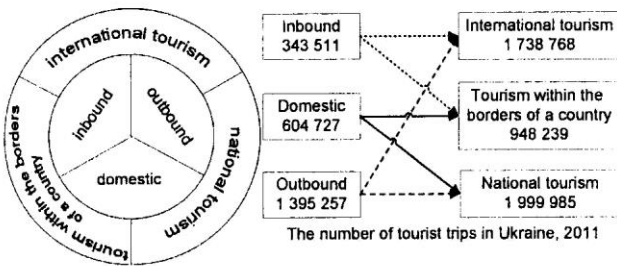 international tourism
inbound
outbound
domestic
national tourism
tourism within the borders
of a country
Inbound
343 511
Domestic
604 727
Outbound
1 395 257
International tourism
1 738 768
Tourism within the
borders of a country
948 239
National tourism
1 999 985
The number of tourist trips in Ukraine, 2011